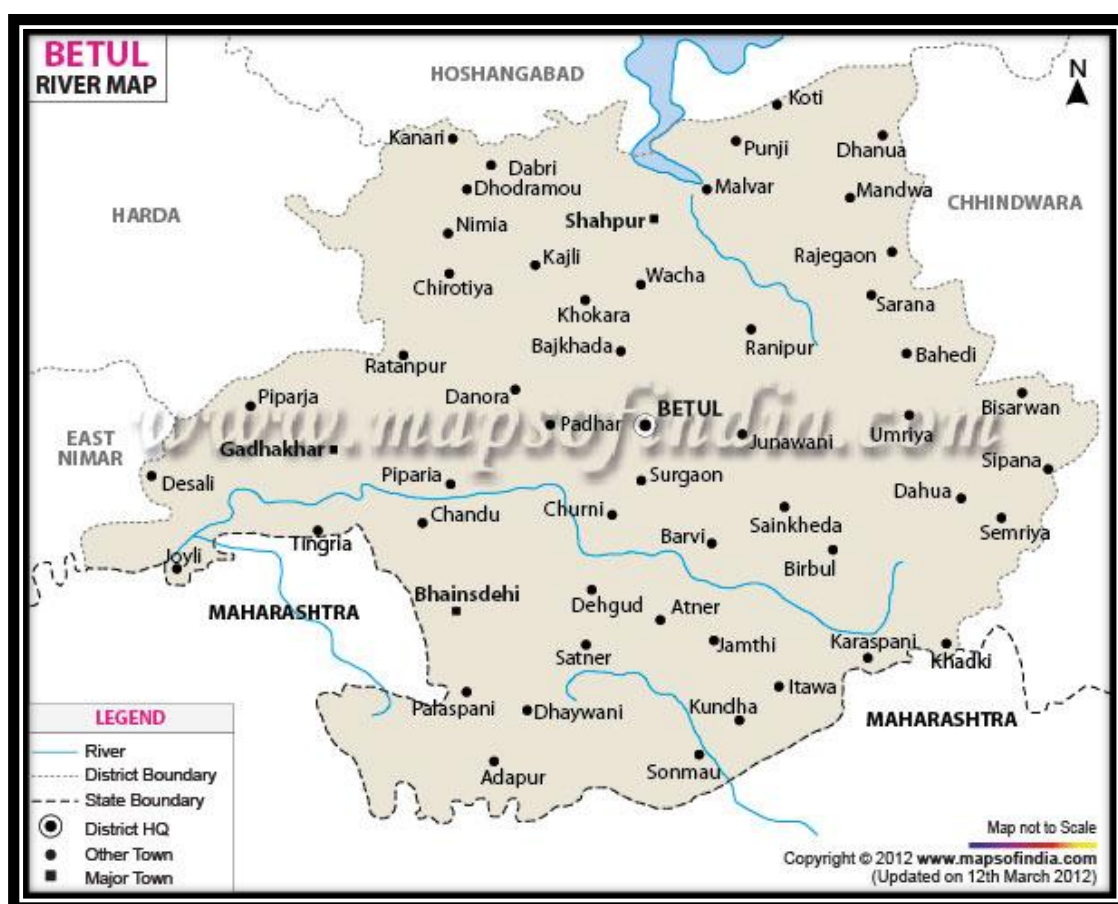 BETUL
RIVER MAP
HOSHANGABAD
N
Koti
Kanari
Punji
Dhanua
Dabri
Dhodramou
Malvar
Mandwa
CHHINDWARA
HARDA
Shahpur
Nimia
Kajli
Rajegaon
Chirotiya
Wacha
Sarana
Khokara
Bajkhada
Ranipur
Bahedi
Ratanpur
Piparja
Danora
BETUL
Bisarwan
www.mapsofindia.com
EAST
NIMAR
Padhar
Junawani
Umriya
Gadhakhar
Sipana
Desali
Piparia
Surgaon
Dahua
Chandu
Churni
Sainkheda
Semriya
Tingria
Barvi
Joyli
Birbul
Bhainsdehi
MAHARASHTRA
Dehgud
Atner
Satner
Jamthi
Karaspani
Khadki
Itawa
Palaspani
Dhaywani
Kundha
MAHARASHTRA
Adapur
Sonmau
LEGEND
River
District Boundary
State Boundary
District HQ
Other Town
Major Town
Map not to Scale
Copyright © 2012 www.mapsofindia.com
(Updated on 12th March 2012)